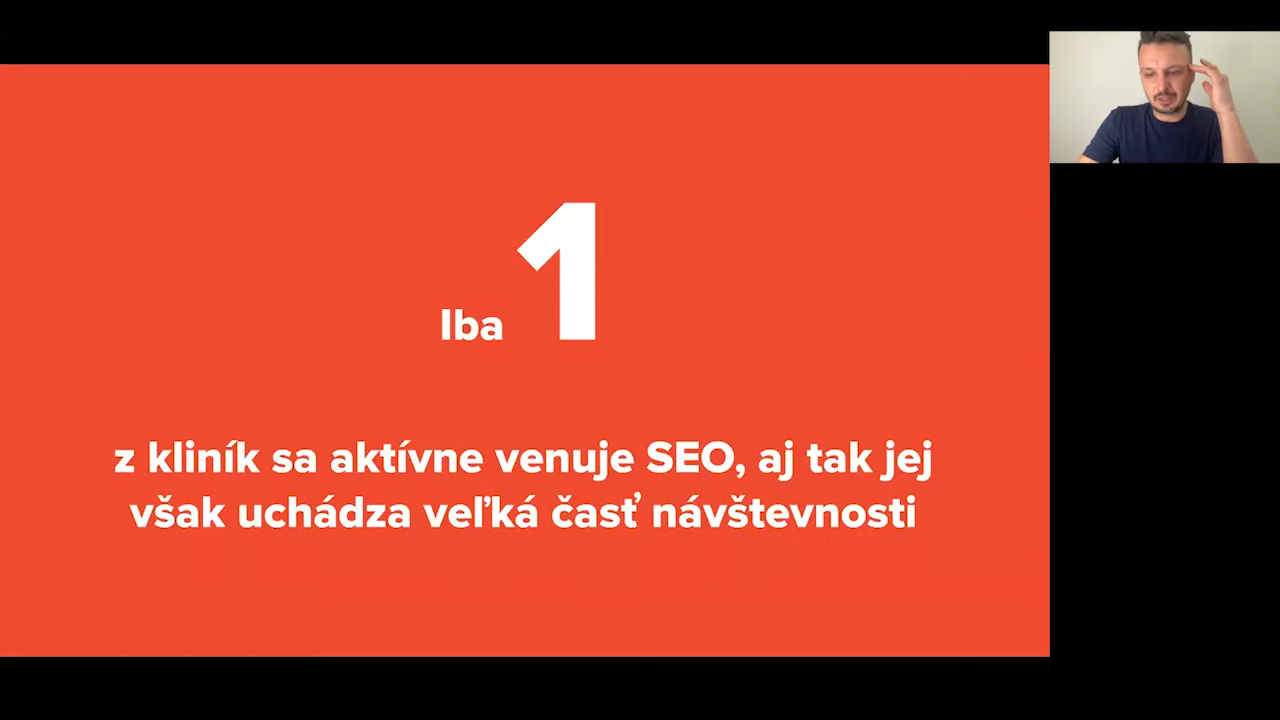 Iba 1
z kliník sa aktívne venuje SEO, aj tak jej
však uchádza veľká časť návštevnosti